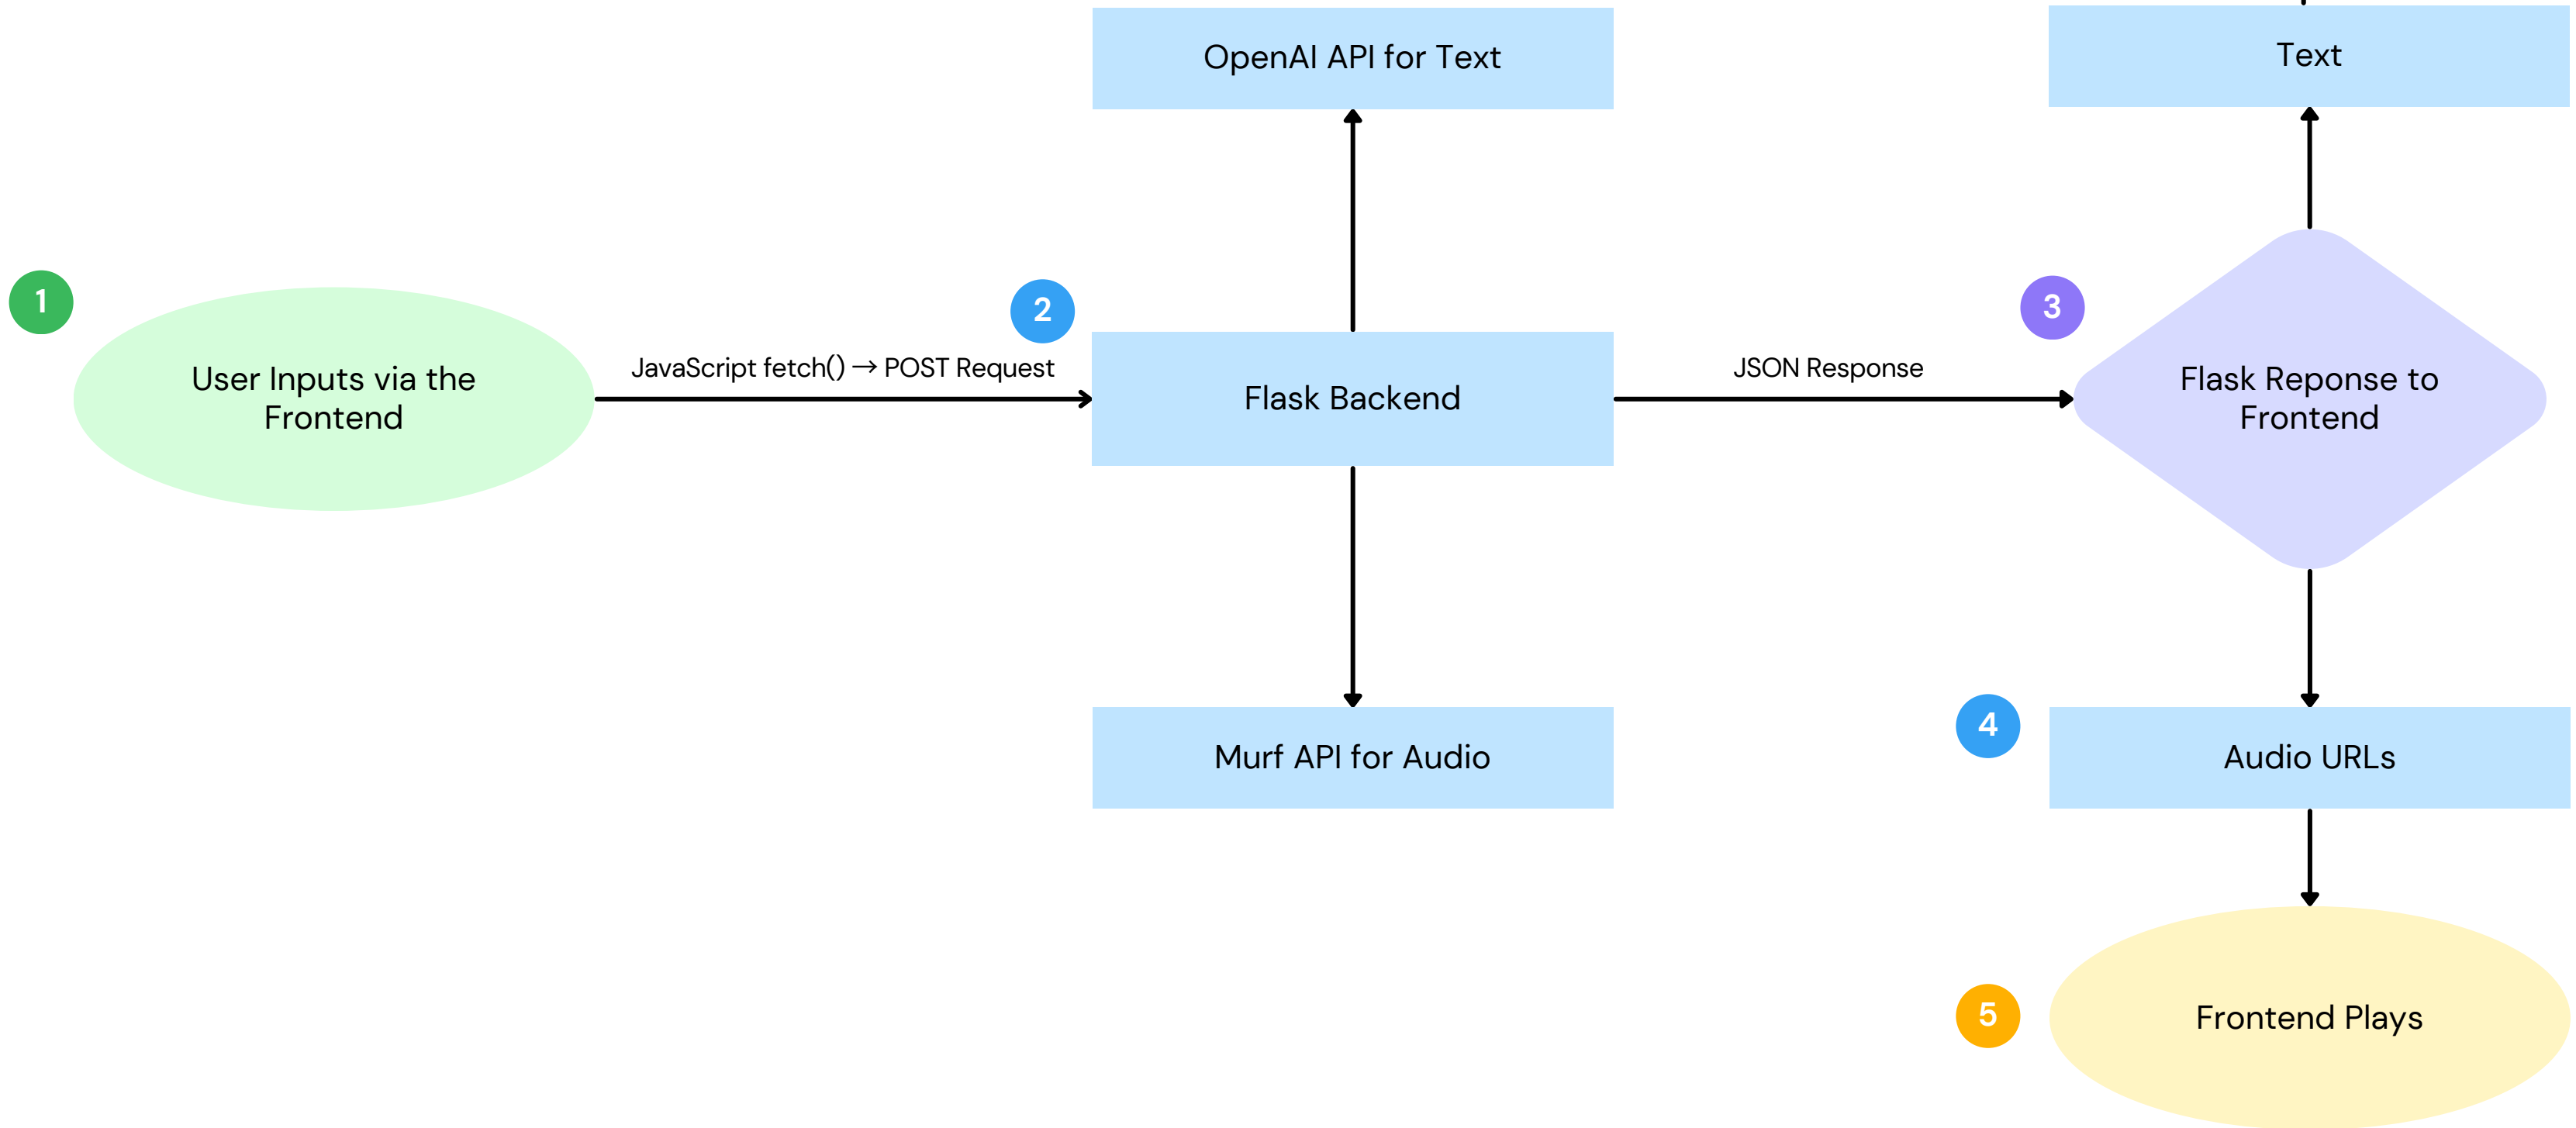 OpenAI API for Text
Text
1
User Inputs via the
Frontend
JavaScript fetch() → POST Request
2
Flask Backend
JSON Response
3
Flask Reponse to
Frontend
Murf API for Audio
4
Audio URLs
5
Frontend Plays